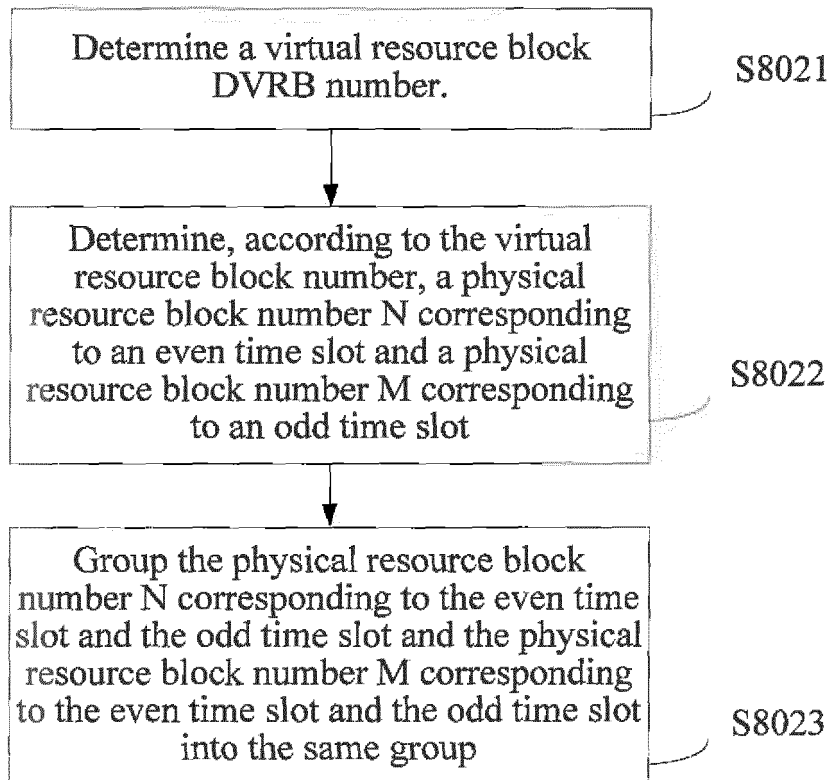 Determine a virtual resource block
DVRB number.
S8021
Determine, according to the virtual
resource block number, a physical
resource block number N corresponding
to an even time slot and a physical
resource block number M corresponding
to an odd time slot
S8022
Group the physical resource block
number N corresponding to the even time
slot and the odd time slot and the physical
resource block number M corresponding
to the even time slot and the odd time slot
into the same group
S8023